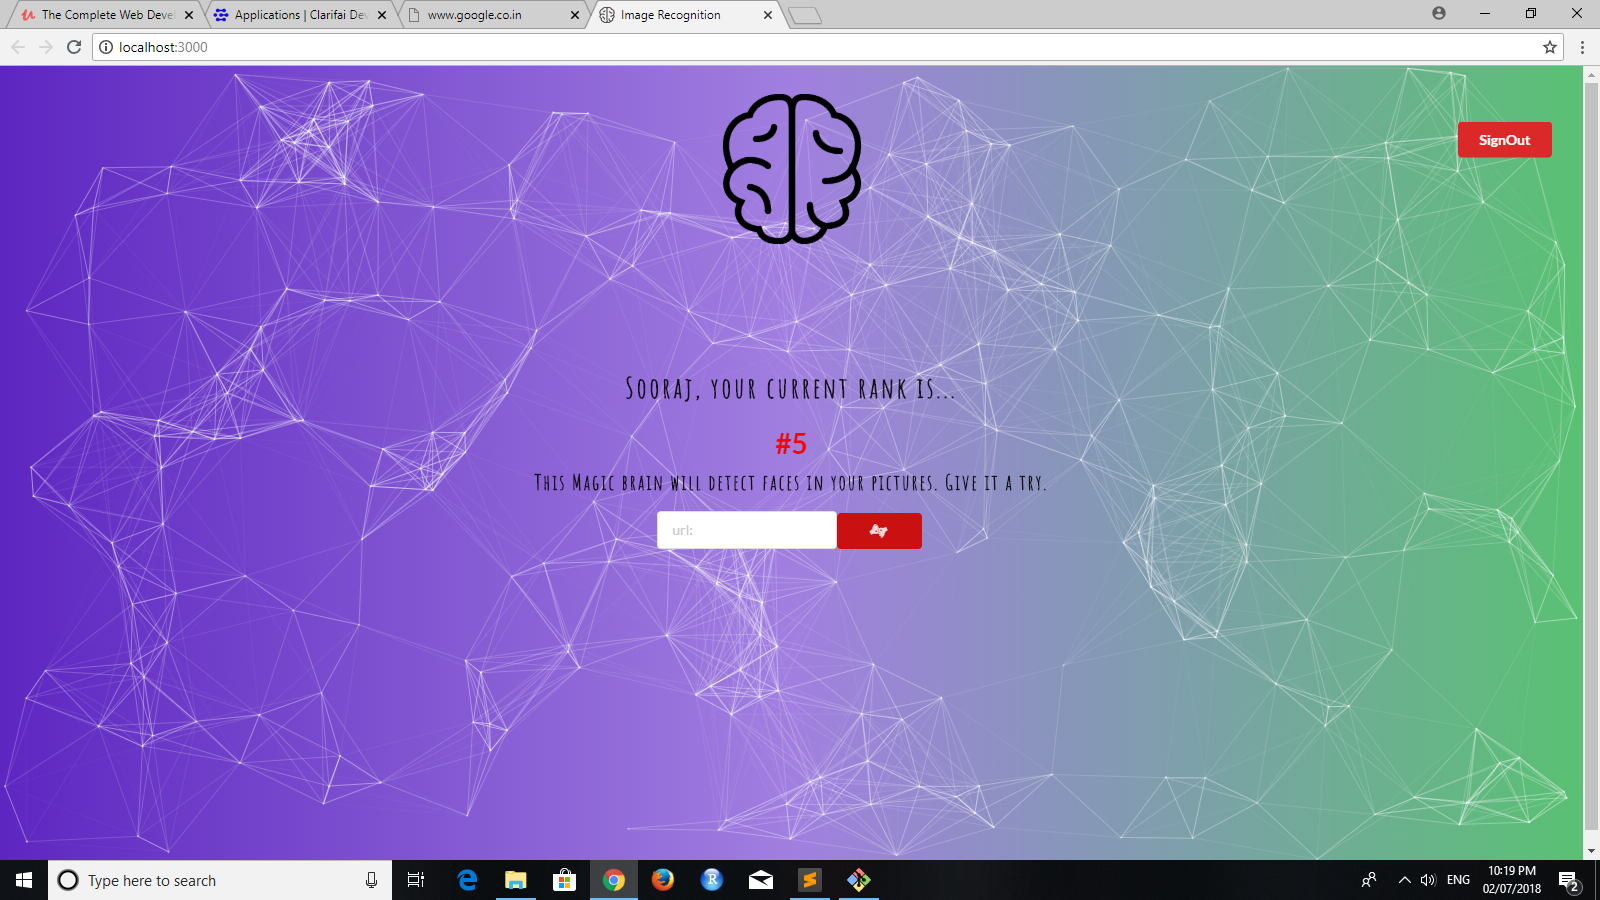 The Complete Web Deve
Applications | Clarifai Dev
www.google.co.in
Image Recognition
localhost:3000
SignOut
Sooraj, your current rank is...
#5
This Magic brain will detect faces in your pictures. Give it a try.
url:
Type here to search
ENG
10:19 PM
02/07/2018
2